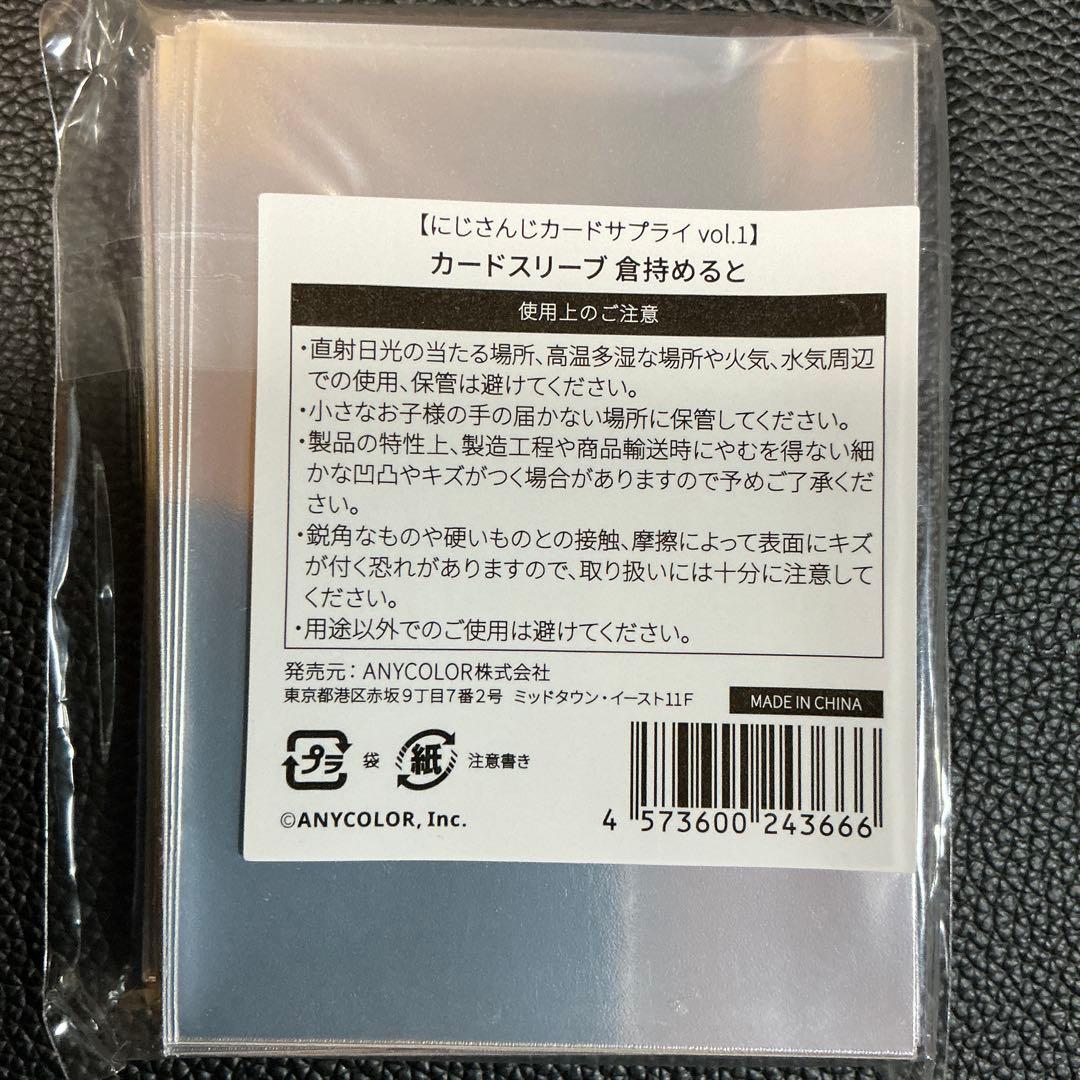 【にじさんじカードサプライ vol.1】
カードスリーブ 倉持めると
使用上のご注意
・直射日光の当たる場所、高温多湿な場所や火気、水気周辺
での使用、保管は避けてください。
・小さなお子様の手の届かない場所に保管してください。
・製品の特性上、製造工程や商品輸送時にやむを得ない細
かな凹凸やキズがつく場合がありますので予めご了承くだ
さい。
・鋭角なものや硬いものとの接触、摩擦によって表面にキズ
が付く恐れがありますので、取り扱いには十分に注意して
ください。
・用途以外でのご使用は避けてください。
発売元：ANYCOLOR株式会社
東京都港区赤坂9丁目7番2号 ミッドタウン・イースト11F
MADE IN CHINA
プラ 袋 紙 注意書き
©ANYCOLOR, Inc.
4 573600 243666